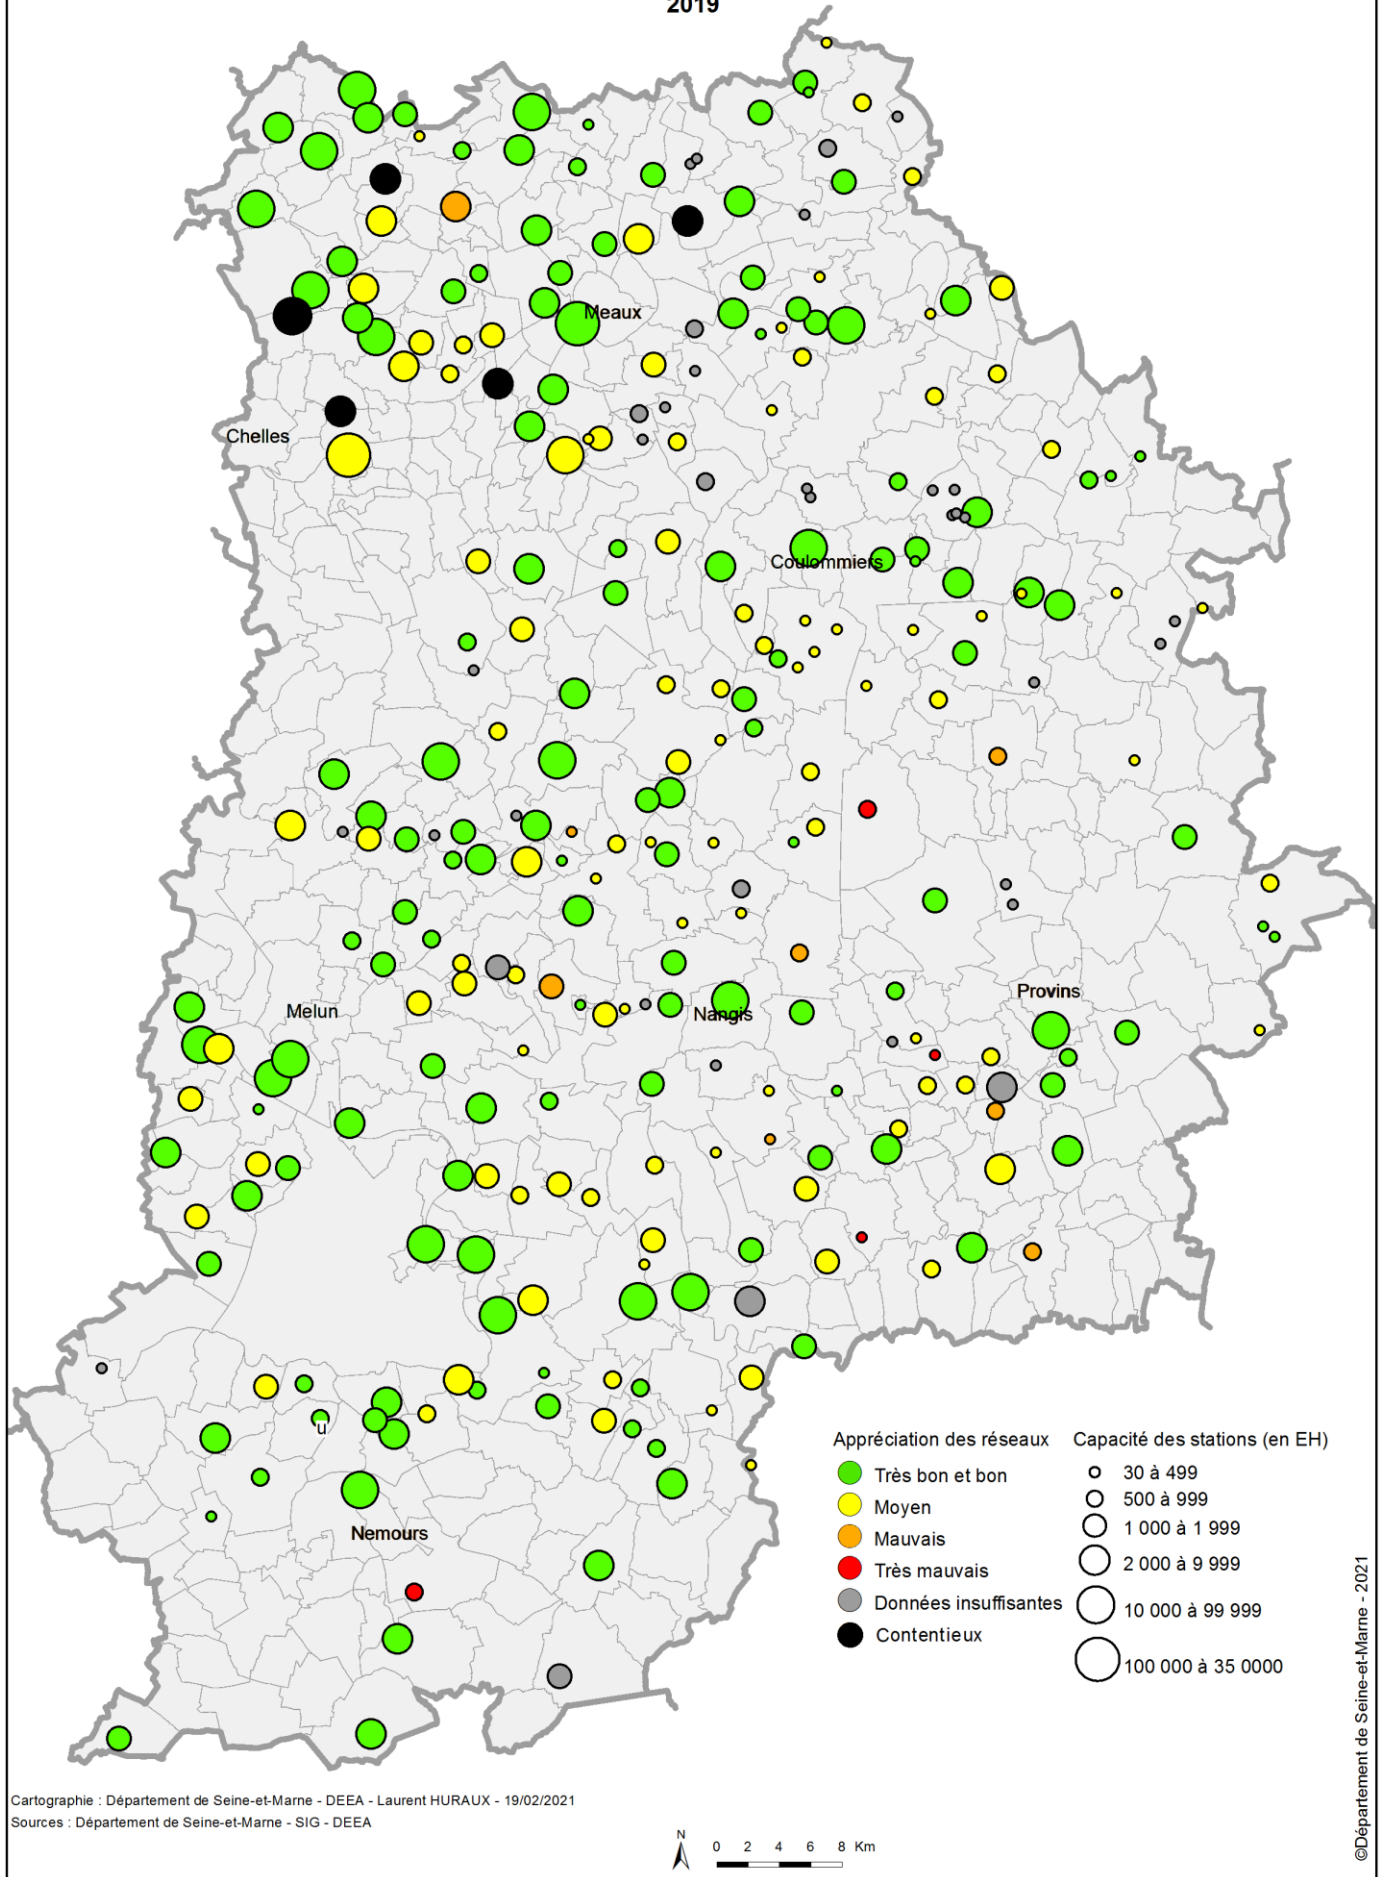 2019
Meaux
Chelles
Coulommiers
Melun
Provins
Nangis
u
Nemours
Appréciation des réseaux
Très bon et bon
Moyen
Mauvais
Très mauvais
Données insuffisantes
Contentieux
Capacité des stations (en EH)
30 à 499
500 à 999
1 000 à 1 999
2 000 à 9 999
10 000 à 99 999
100 000 à 35 0000
Cartographie : Département de Seine-et-Marne - DEEA - Laurent HURAUX - 19/02/2021
Sources : Département de Seine-et-Marne - SIG - DEEA
N
0 2 4 6 8 Km
©Département de Seine-et-Marne - 2021